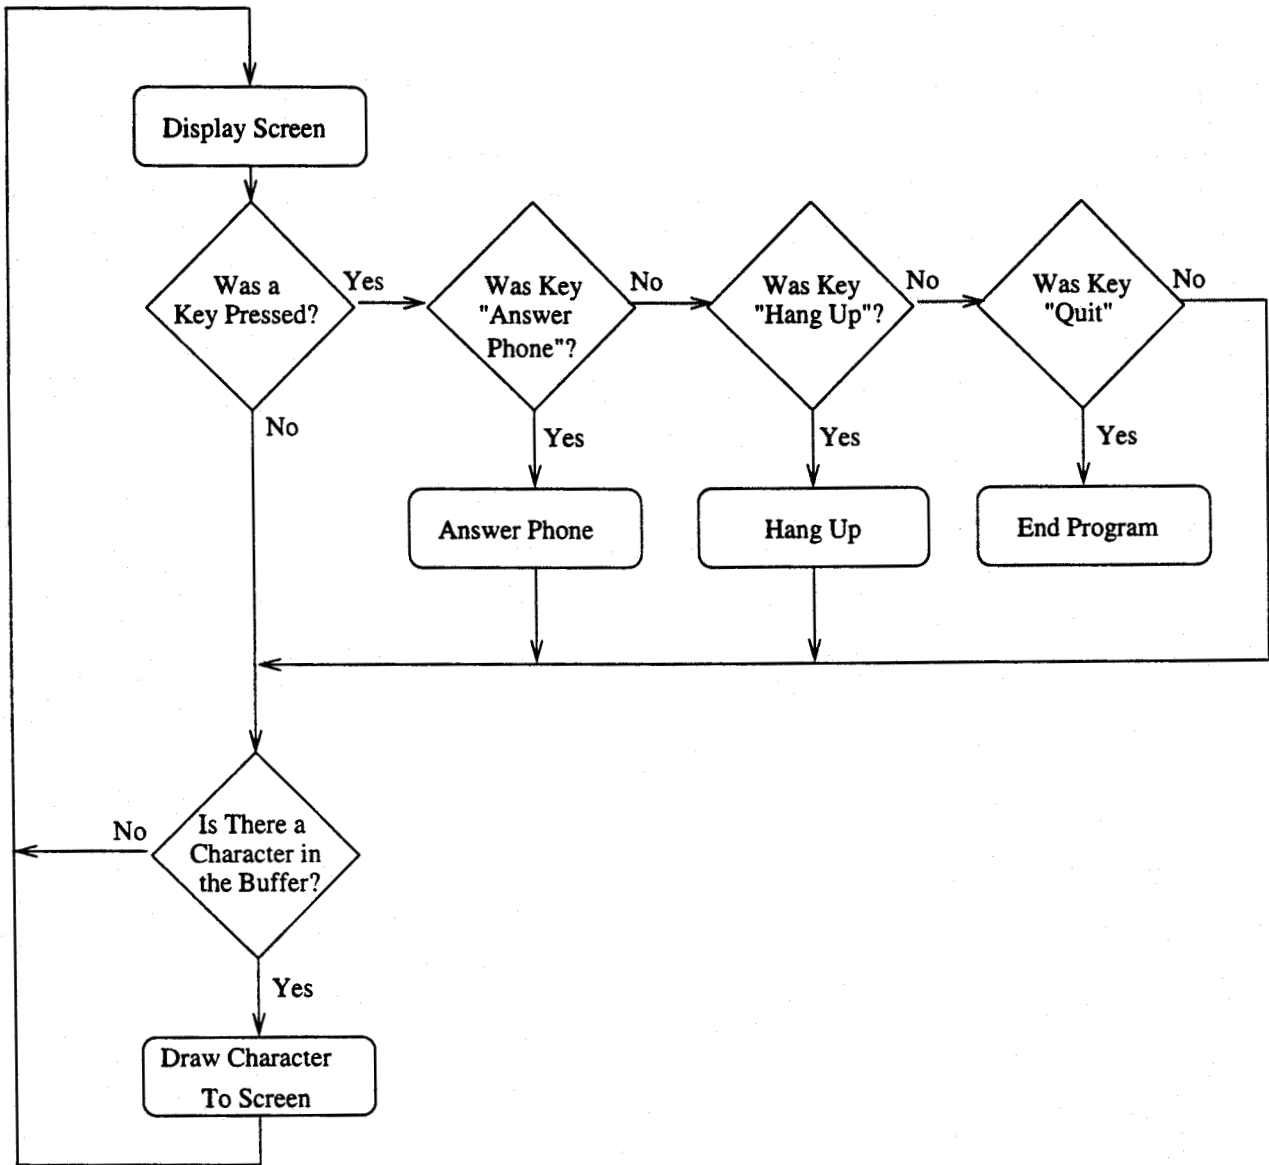 Display Screen
Was a
Key Pressed?
Yes
No
Was Key
"Answer
Phone"?
No
Yes
Was Key
"Hang Up"?
No
Yes
Was Key
"Quit"
No
Yes
Answer Phone
Hang Up
End Program
Is There a
Character in
the Buffer?
No
Yes
Draw Character
To Screen